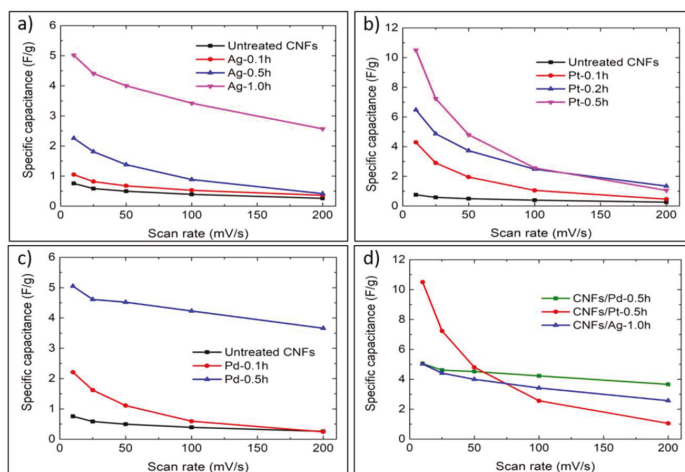 a)
Specific capacitance (F/g)
6
5
4
3
2
1
0
Untreated CNFs
Ag-0.1h
Ag-0.5h
Ag-1.0h
0 50 100 150 200
Scan rate (mV/s)
b)
Specific capacitance (F/g)
12
10
8
6
4
2
0
Untreated CNFs
Pt-0.1h
Pt-0.2h
Pt-0.5h
0 50 100 150 200
Scan rate (mV/s)
c)
Specific capacitance (F/g)
6
5
4
3
2
1
0
Untreated CNFs
Pd-0.1h
Pd-0.5h
0 50 100 150 200
Scan rate (mV/s)
d)
Specific capacitance (F/g)
12
10
8
6
4
2
0
CNFs/Pd-0.5h
CNFs/Pt-0.5h
CNFs/Ag-1.0h
0 50 100 150 200
Scan rate (mV/s)